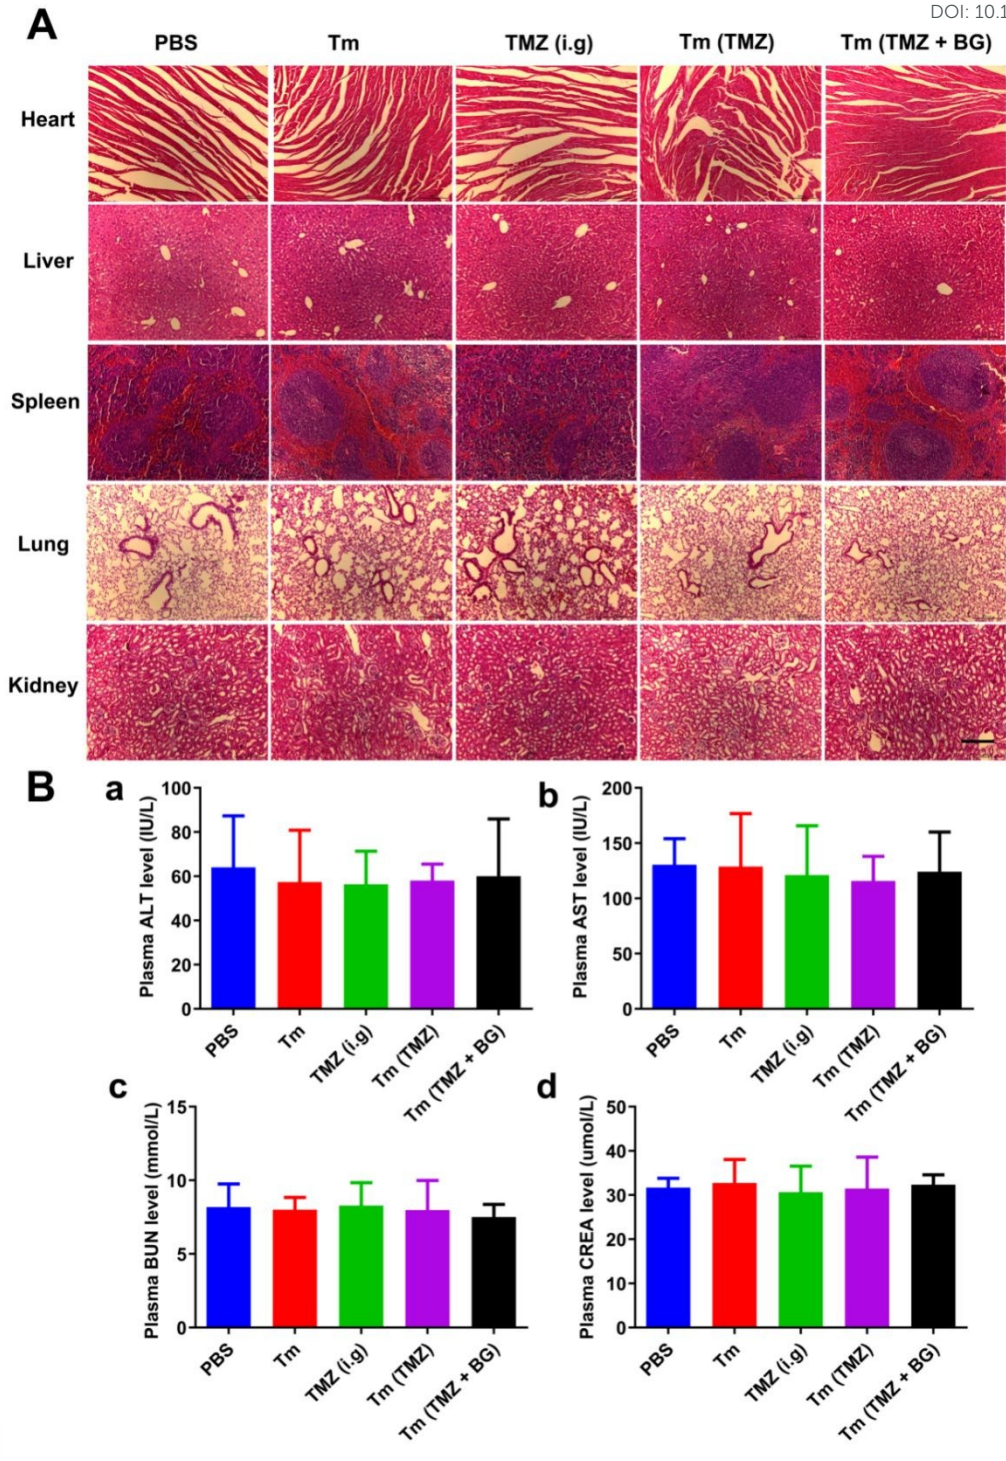 DOI: 10.1
A
PBS Tm TMZ (i.g) Tm (TMZ) Tm (TMZ + BG)
Heart
Liver
Spleen
Lung
Kidney
B
a
Plasma ALT level (IU/L)
100
80
60
40
20
0
PBS
Tm
TMZ (i.g)
Tm (TMZ)
Tm (TMZ + BG)
b
Plasma AST level (IU/L)
200
150
100
50
0
PBS
Tm
TMZ (i.g)
Tm (TMZ)
Tm (TMZ + BG)
c
Plasma BUN level (mmol/L)
15
10
5
0
PBS
Tm
TMZ (i.g)
Tm (TMZ)
Tm (TMZ + BG)
d
Plasma CREA level (umol/L)
50
40
30
20
10
0
PBS
Tm
TMZ (i.g)
Tm (TMZ)
Tm (TMZ + BG)